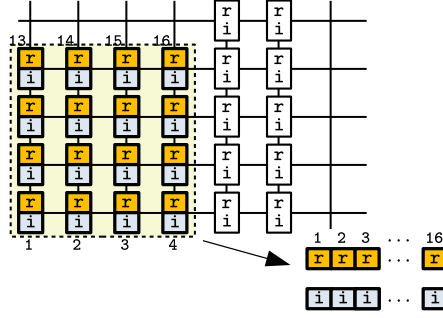 r r
i i
13 14 15 16
r r r r r r
i i i i i i
r r r r r r
i i i i i i
r r r r r r
i i i i i i
r r r r r r
i i i i i i
1 2 3 4
1 2 3 ... 16
r r r ... r
i i i ... i